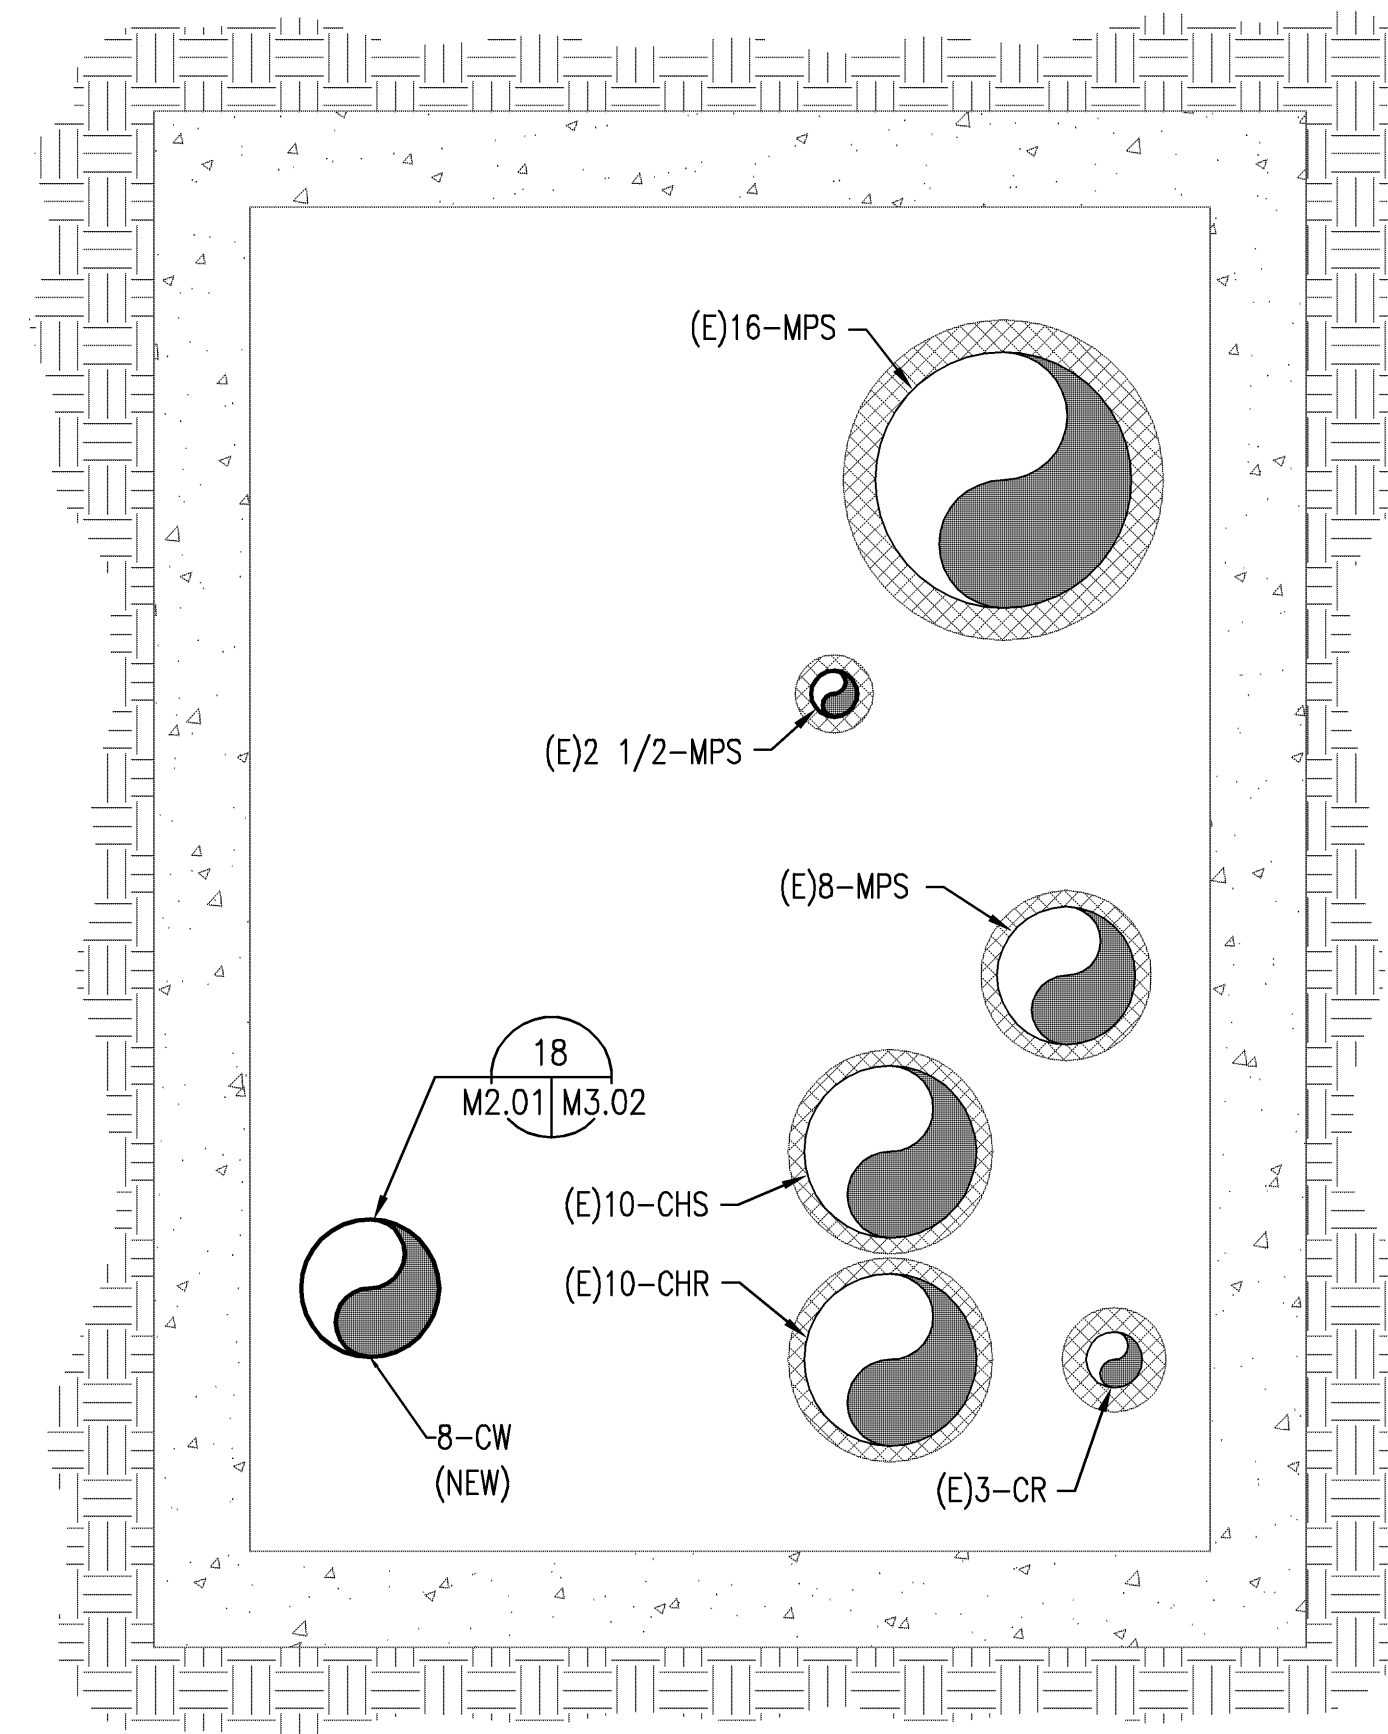 (E)16-MPS
(E)2 1/2-MPS
(E)8-MPS
18
M2.01 M3.02
(E)10-CHS
(E)10-CHR
8-CW
(NEW)
(E)3-CR